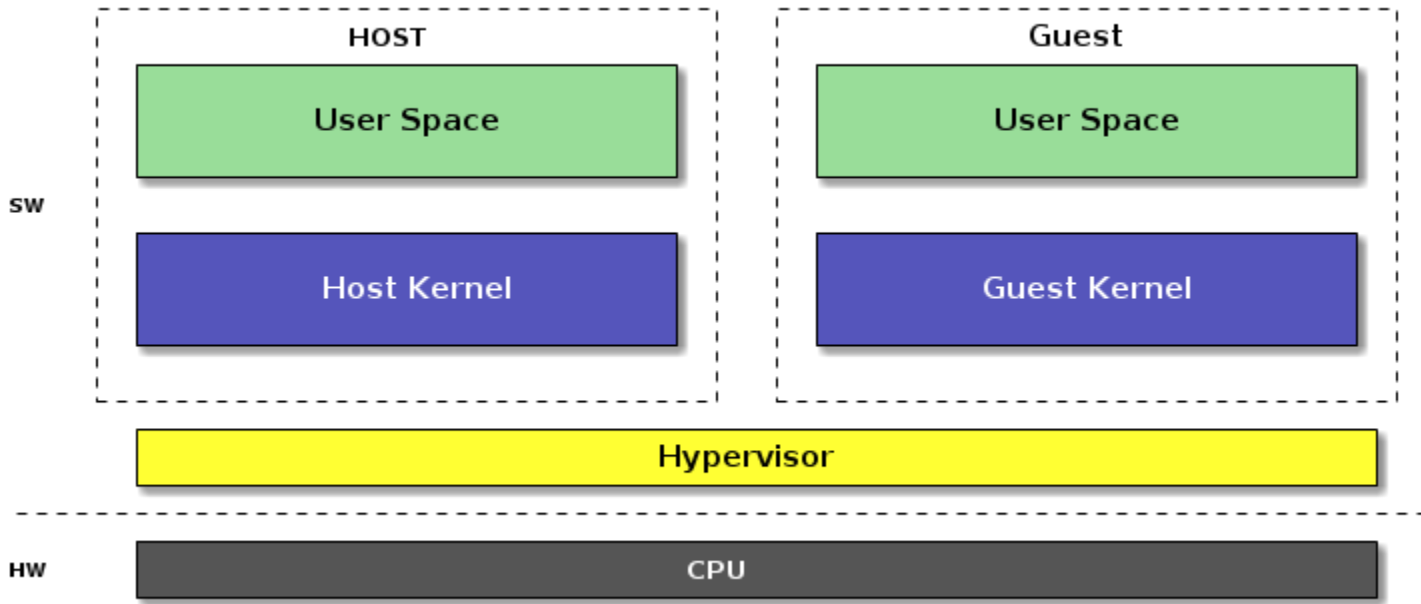 HOST
Guest
User Space
User Space
SW
Host Kernel
Guest Kernel
Hypervisor
HW
CPU